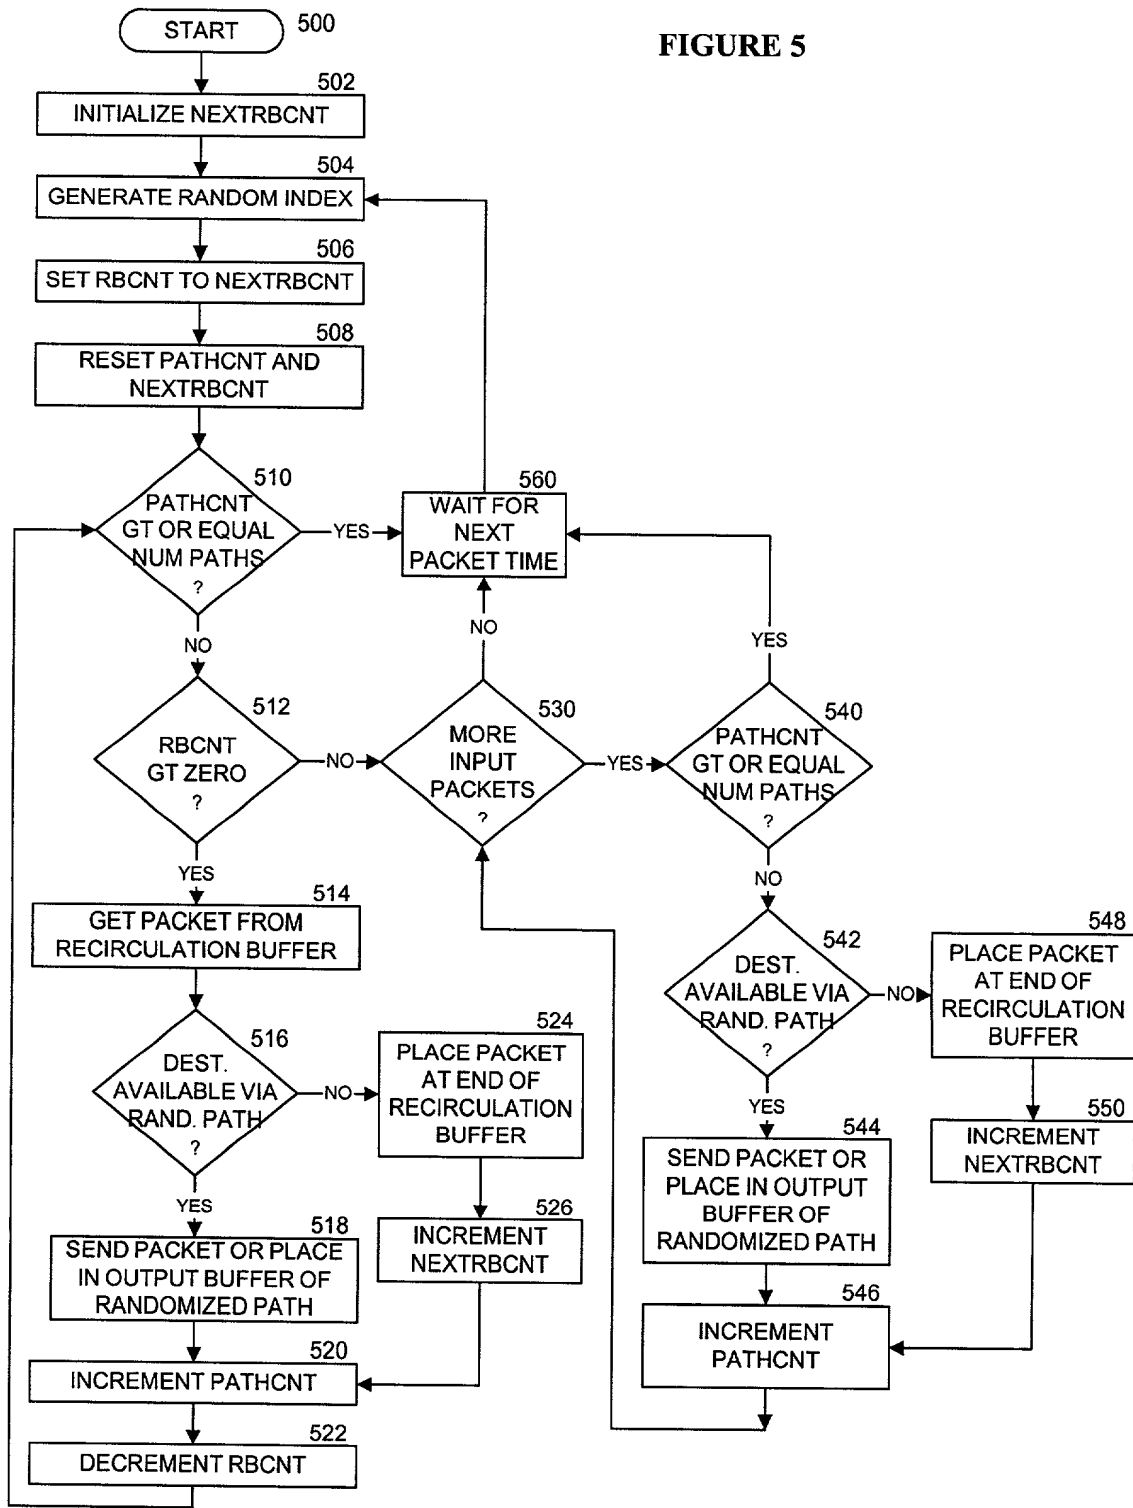 START
500
FIGURE 5
502
INITIALIZE NEXTRBCNT
504
GENERATE RANDOM INDEX
506
SET RBCNT TO NEXTRBCNT
508
RESET PATHCNT AND
NEXTRBCNT
510
PATHCNT
GT OR EQUAL
NUM PATHS
?
YES
NO
560
WAIT FOR
NEXT
PACKET TIME
NO
YES
512
RBCNT
GT ZERO
?
NO
YES
530
MORE
INPUT
PACKETS
?
YES
540
PATHCNT
GT OR EQUAL
NUM PATHS
?
NO
514
GET PACKET FROM
RECIRCULATION BUFFER
516
DEST.
AVAILABLE VIA
RAND. PATH
?
NO
YES
524
PLACE PACKET
AT END OF
RECIRCULATION
BUFFER
526
INCREMENT
NEXTRBCNT
518
SEND PACKET OR PLACE
IN OUTPUT BUFFER OF
RANDOMIZED PATH
520
INCREMENT PATHCNT
522
DECREMENT RBCNT
542
DEST.
AVAILABLE VIA
RAND. PATH
?
NO
YES
548
PLACE PACKET
AT END OF
RECIRCULATION
BUFFER
550
INCREMENT
NEXTRBCNT
544
SEND PACKET OR
PLACE IN OUTPUT
BUFFER OF
RANDOMIZED PATH
546
INCREMENT
PATHCNT